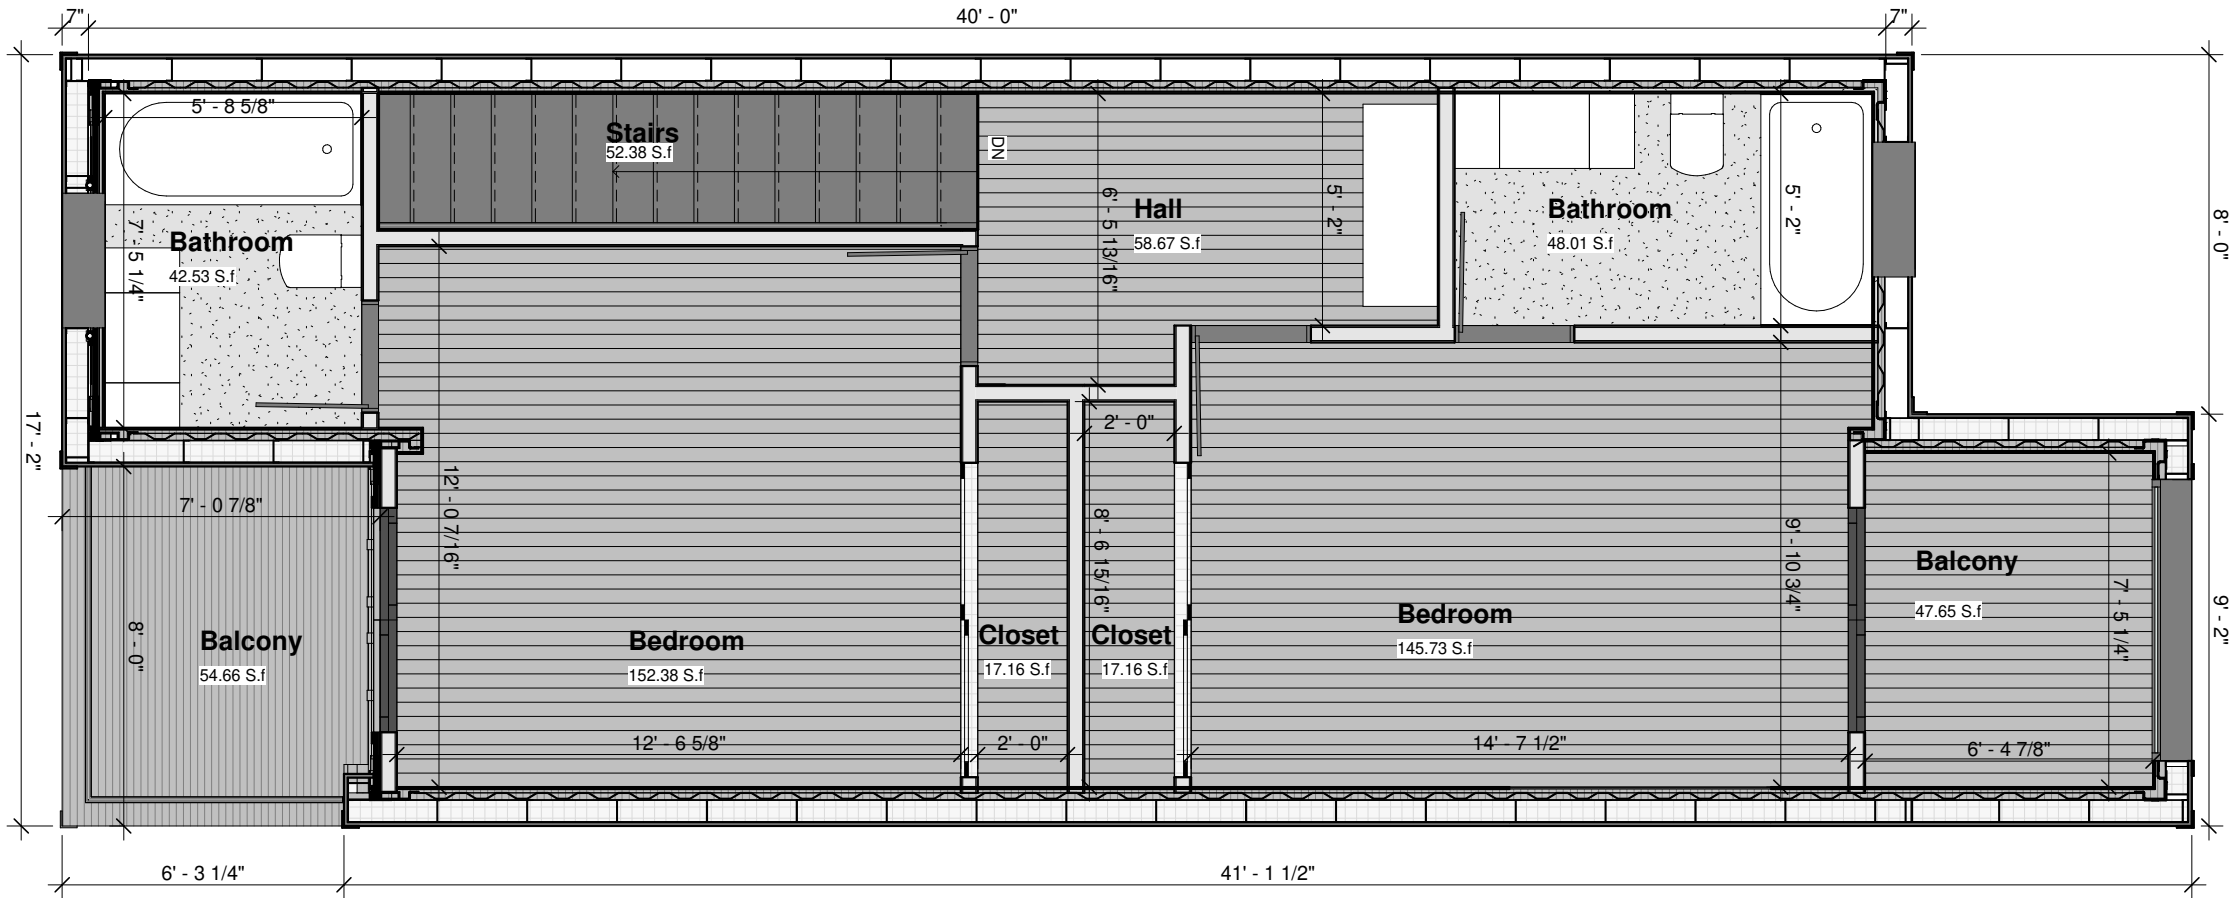 7" 40' - 0" 7"
5' - 8 5/8"
Stairs
52.38 S.f
DN
Hall
58.67 S.f
6' - 5 13/16"
5' - 2"
Bathroom
48.01 S.f
5' - 2"
8' - 0"
Bathroom
42.53 S.f
7' - 5 1/4"
17' - 2"
2' - 0"
7' - 0 7/8"
12' - 0 7/16"
8' - 6 15/16"
9' - 10 3/4"
Balcony
47.65 S.f
7' - 5 1/4"
9' - 2"
Balcony
54.66 S.f
8' - 0"
Bedroom
152.38 S.f
Closet
17.16 S.f
Closet
17.16 S.f
Bedroom
145.73 S.f
12' - 6 5/8"
2' - 0"
14' - 7 1/2"
6' - 4 7/8"
6' - 3 1/4"
41' - 1 1/2"